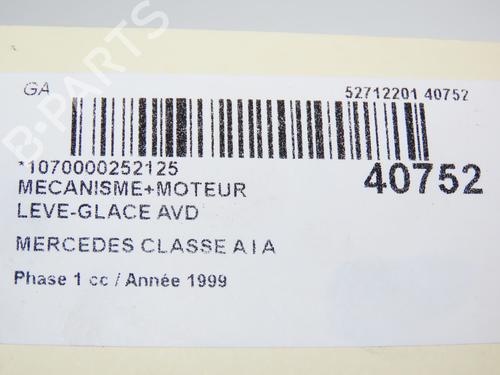 GA
52712201 40752
*1070000252125
40752
MECANISME+MOTEUR
LEVE-GLACE AVD
MERCEDES CLASSE A I A
Phase 1 cc / Année 1999
B-PARTS